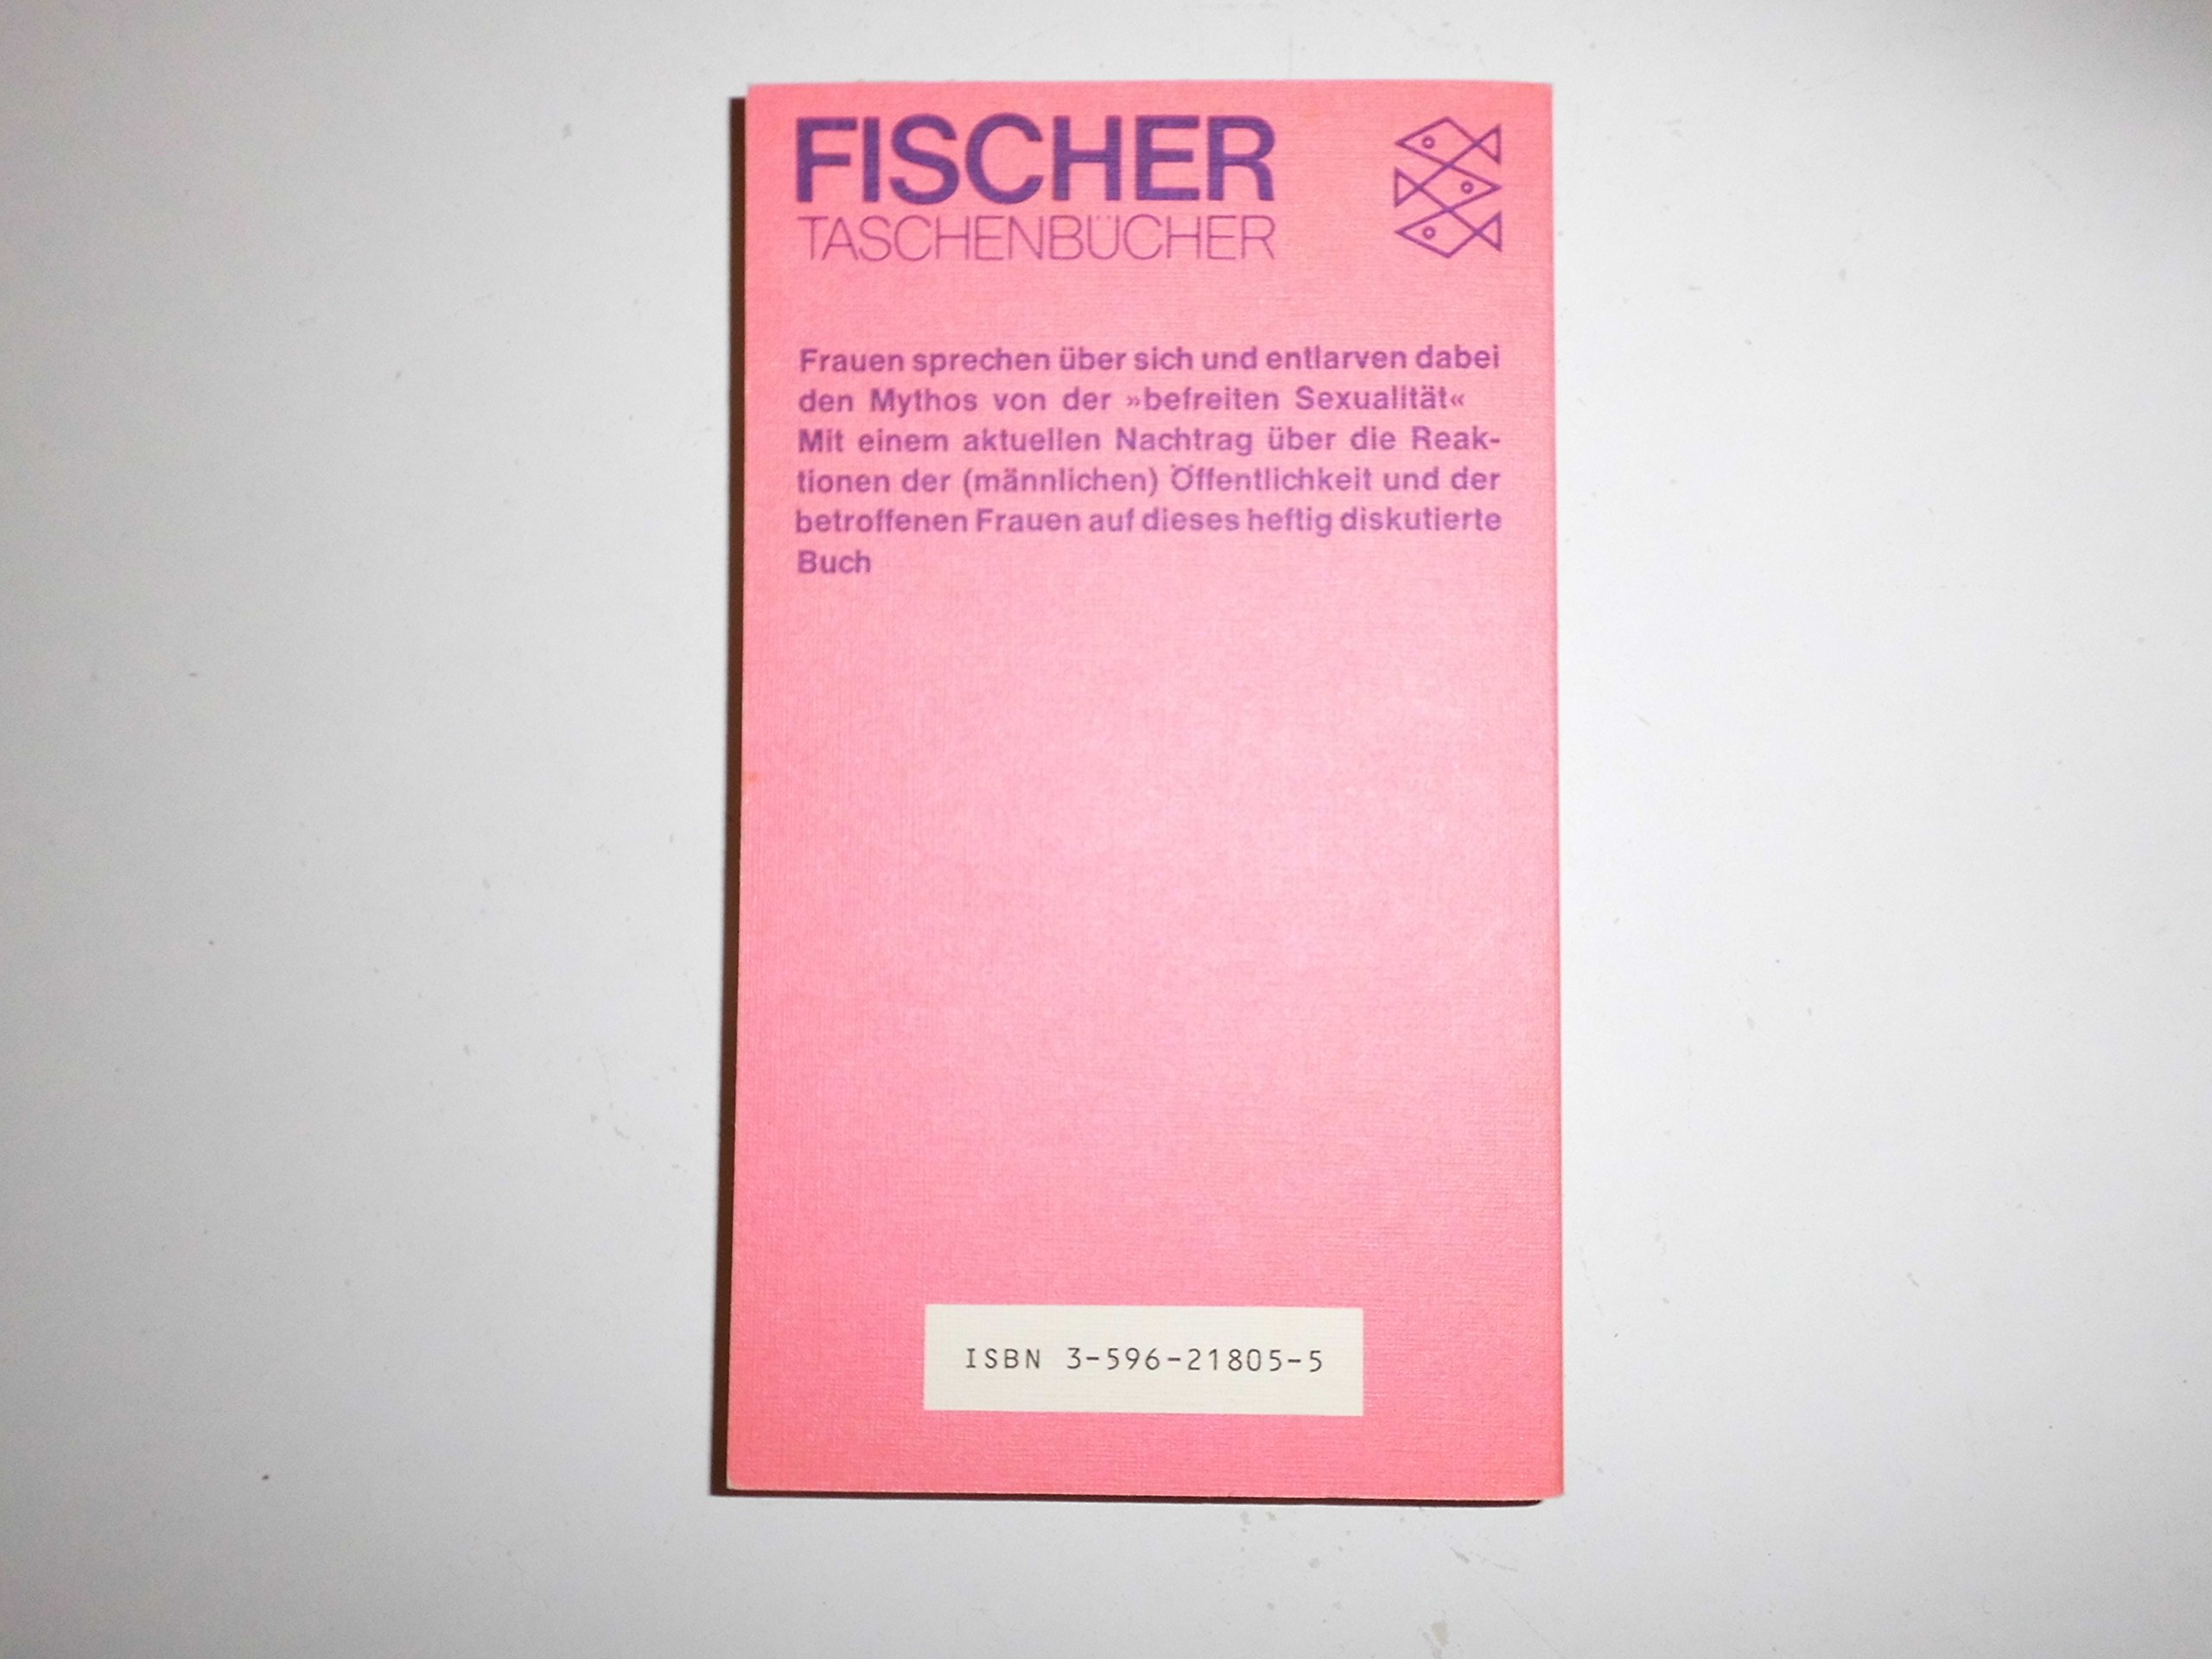 FISCHER
TASCHENBÜCHER
Frauen sprechen über sich und entlarven dabei
den Mythos von der »befreiten Sexualität«
Mit einem aktuellen Nachtrag über die Reak-
tionen der (männlichen) Öffentlichkeit und der
betroffenen Frauen auf dieses heftig diskutierte
Buch
ISBN 3-596-21805-5